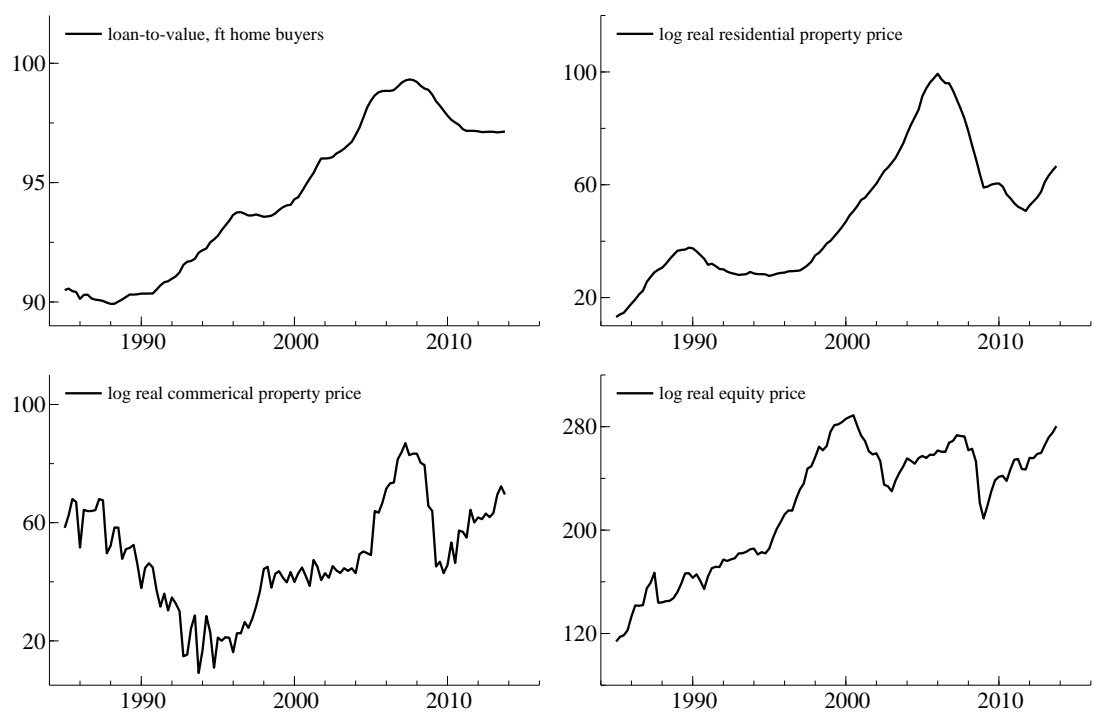 loan-to-value, ft home buyers
100
95
90
1990 2000 2010
log real residential property price
100
60
20
1990 2000 2010
log real commerical property price
100
60
20
1990 2000 2010
log real equity price
280
200
120
1990 2000 2010